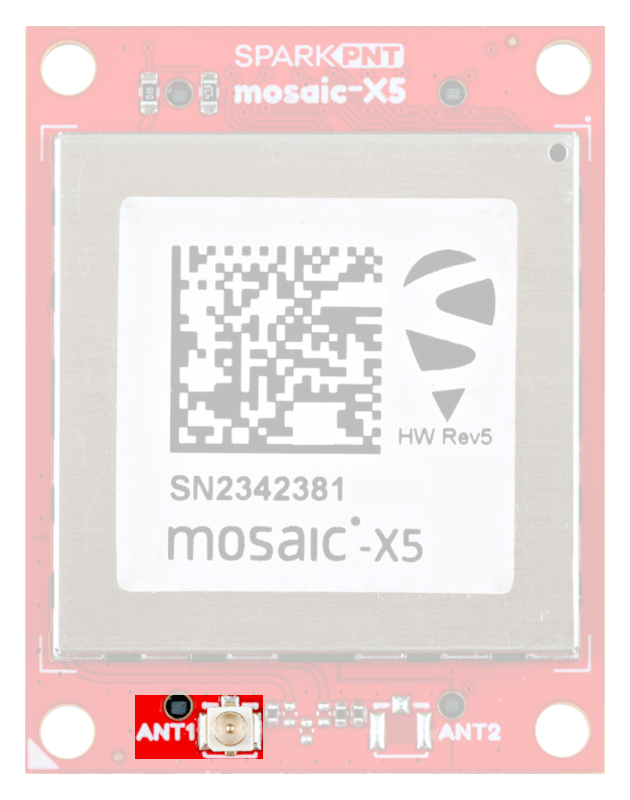 SPARKPNT
mosaic-X5
HW Rev5
SN2342381
mosaic-X5
ANT1
ANT2